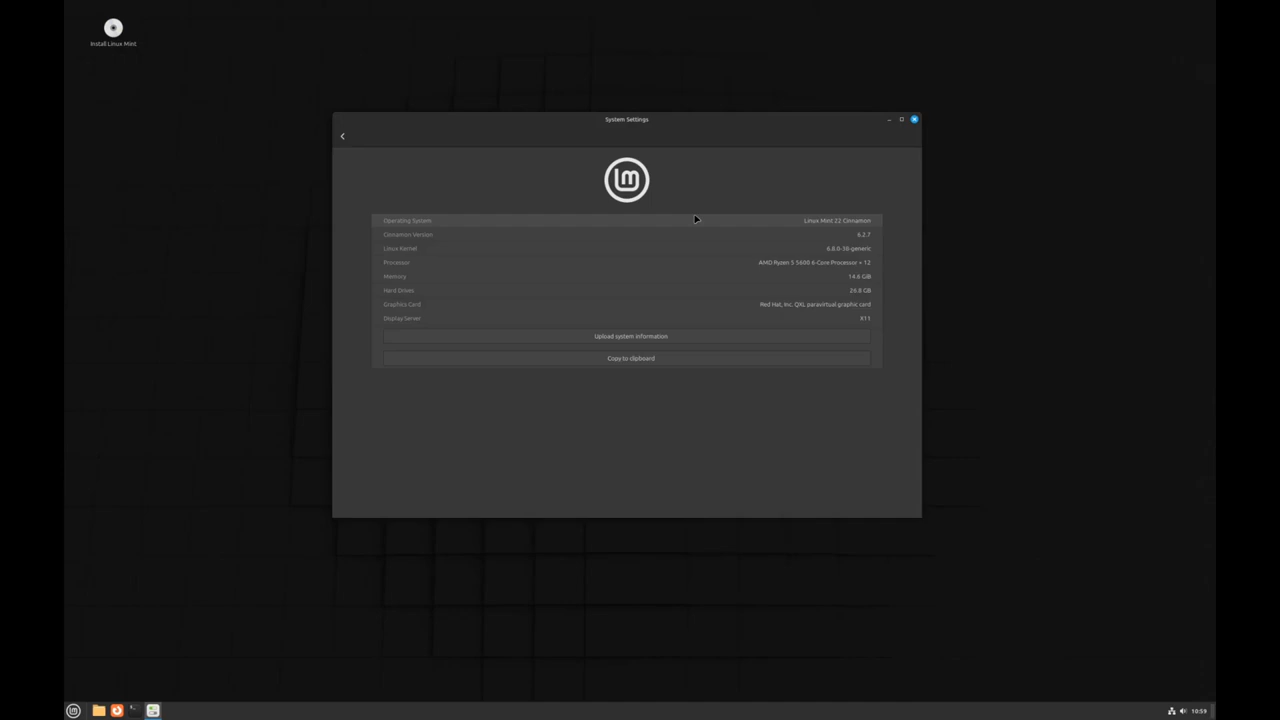 Install Linux Mint
System Settings
Operating System Linux Mint 22 Cinnamon
Cinnamon Version 6.2.7
Linux Kernel 6.8.0-38-generic
Processor AMD Ryzen 5 5600 6-Core Processor × 12
Memory 14.6 GiB
Hard Drives 26.8 GB
Graphics Card Red Hat, Inc. QXL paravirtual graphic card
Display Server X11
Upload system information
Copy to clipboard
10:59